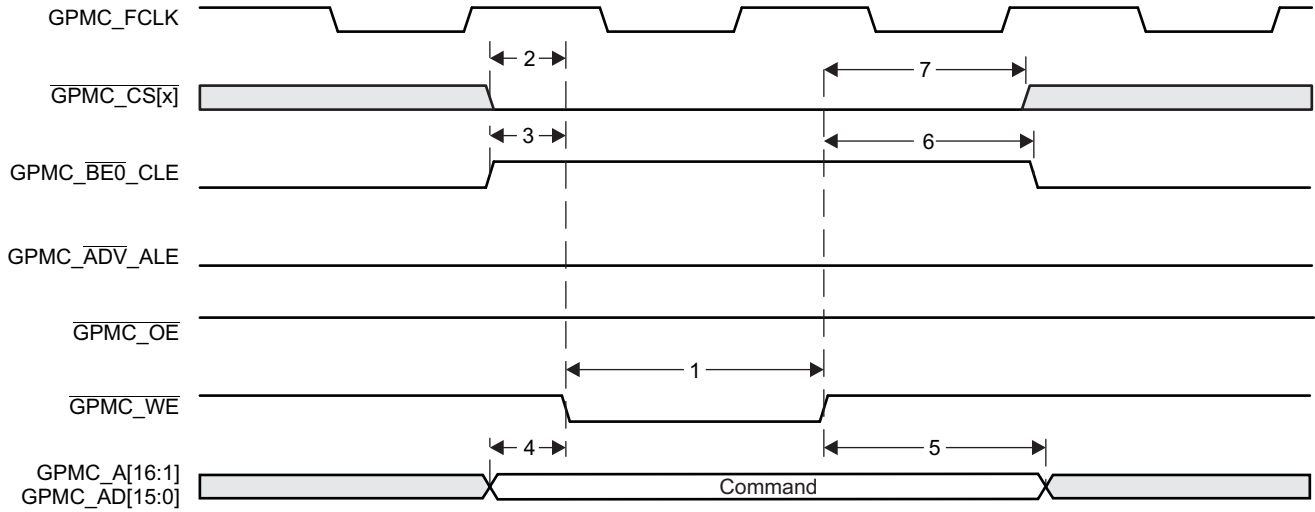 GPMC_FCLK
2
7
GPMC_CS[x]
3
6
GPMC_BE0_CLE
GPMC_ADV_ALE
GPMC_OE
1
GPMC_WE
4
5
GPMC_A[16:1]
GPMC_AD[15:0]
Command